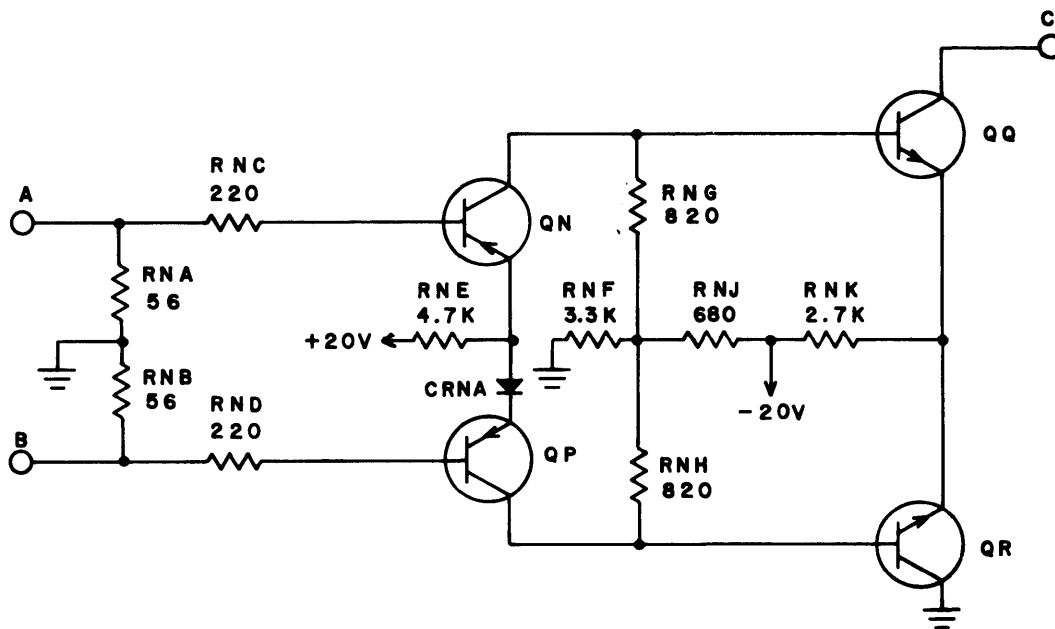 C
QQ
RNC
220
A
QN
RNG
820
RNA
56
RNE
4.7K
RNF
3.3K
RNJ
680
RNK
2.7K
+20V
CRNA
-20V
RNB
56
RND
220
B
QP
RNH
820
QR